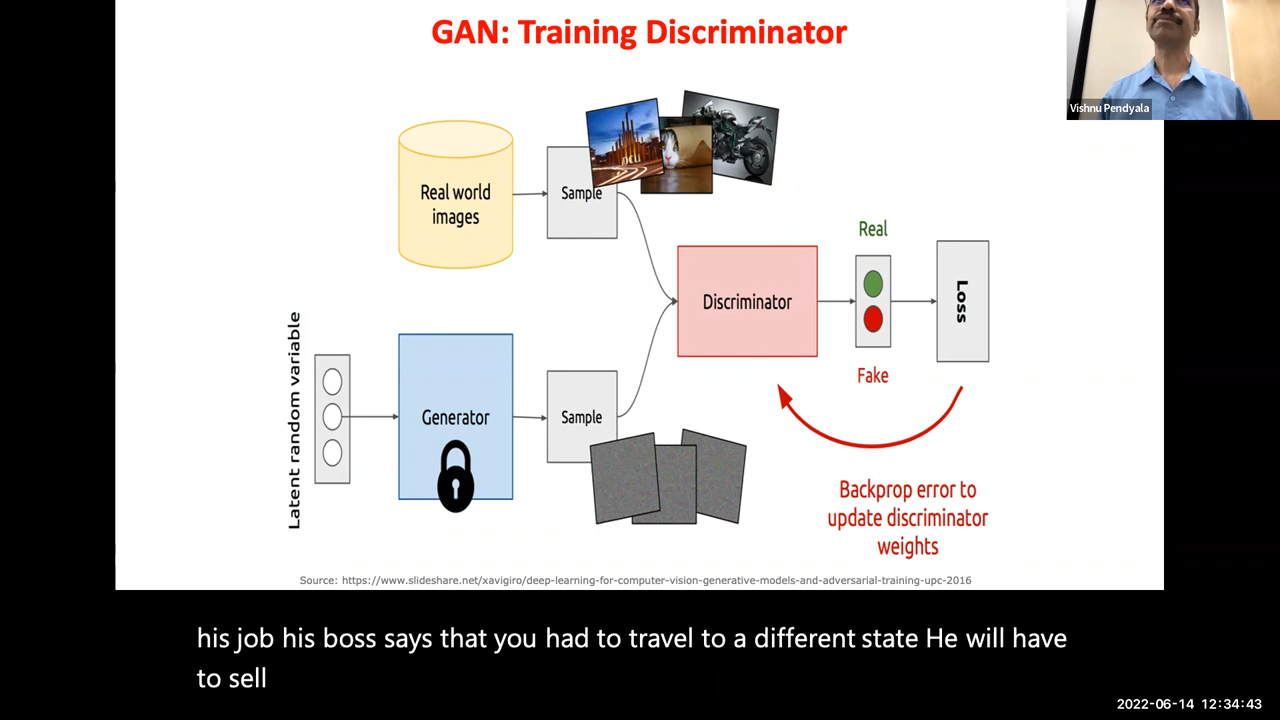 GAN: Training Discriminator
Vishnu Pendyala
Real world
images
Sample
Real
Discriminator
Loss
Fake
Latent random variable
Generator
Sample
Backprop error to
update discriminator
weights
Source: https://www.slideshare.net/xavigiro/deep-learning-for-computer-vision-generative-models-and-adversarial-training-upc-2016
his job his boss says that you had to travel to a different state He will have
to sell
2022-06-14 12:34:43